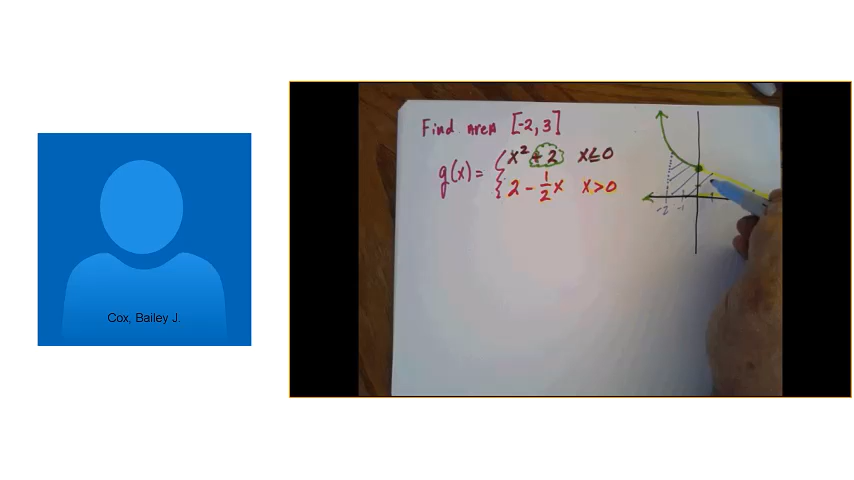 Find Area [-2, 3]
g(x) = { x² + 2   x ≤ 0
2 - 1/2 x   x > 0
-2 -1
Cox, Bailey J.